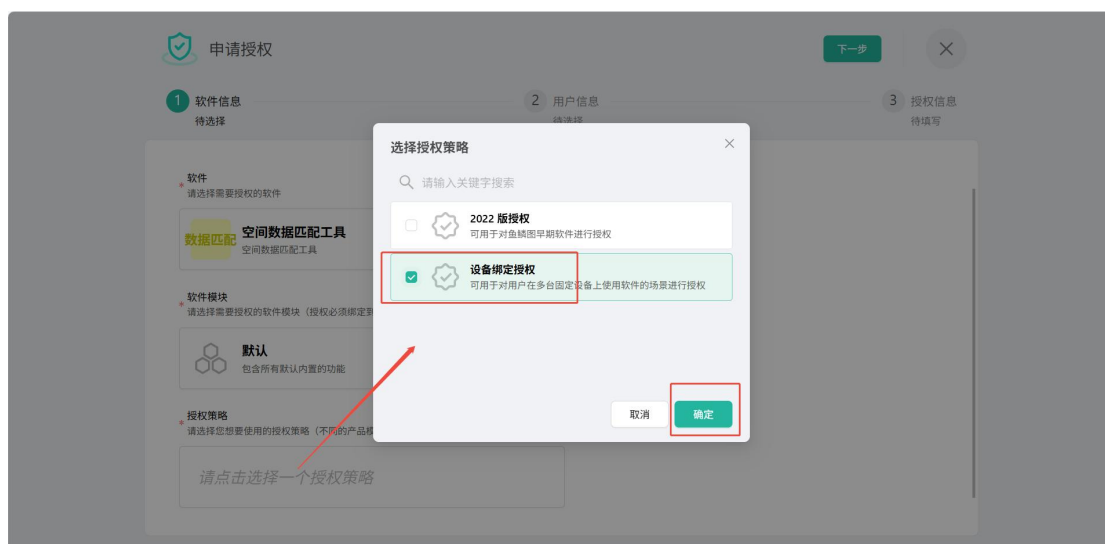 申请授权
下一步
1 软件信息
待选择
2 用户信息
待选择
3 授权信息
待填写
选择授权策略
请输入关键字搜索
2022 版授权
可用于对鱼鳞图早期软件进行授权
设备绑定授权
可用于对用户在多台固定设备上使用软件的场景进行授权
取消
确定
软件
请选择需要授权的软件
数据匹配
空间数据匹配工具
空间数据匹配工具
软件模块
请选择需要授权的软件模块（授权必须绑定到
默认
包含所有默认内置的功能
授权策略
请选择您想要使用的授权策略（不同的产品模
请点击选择一个授权策略